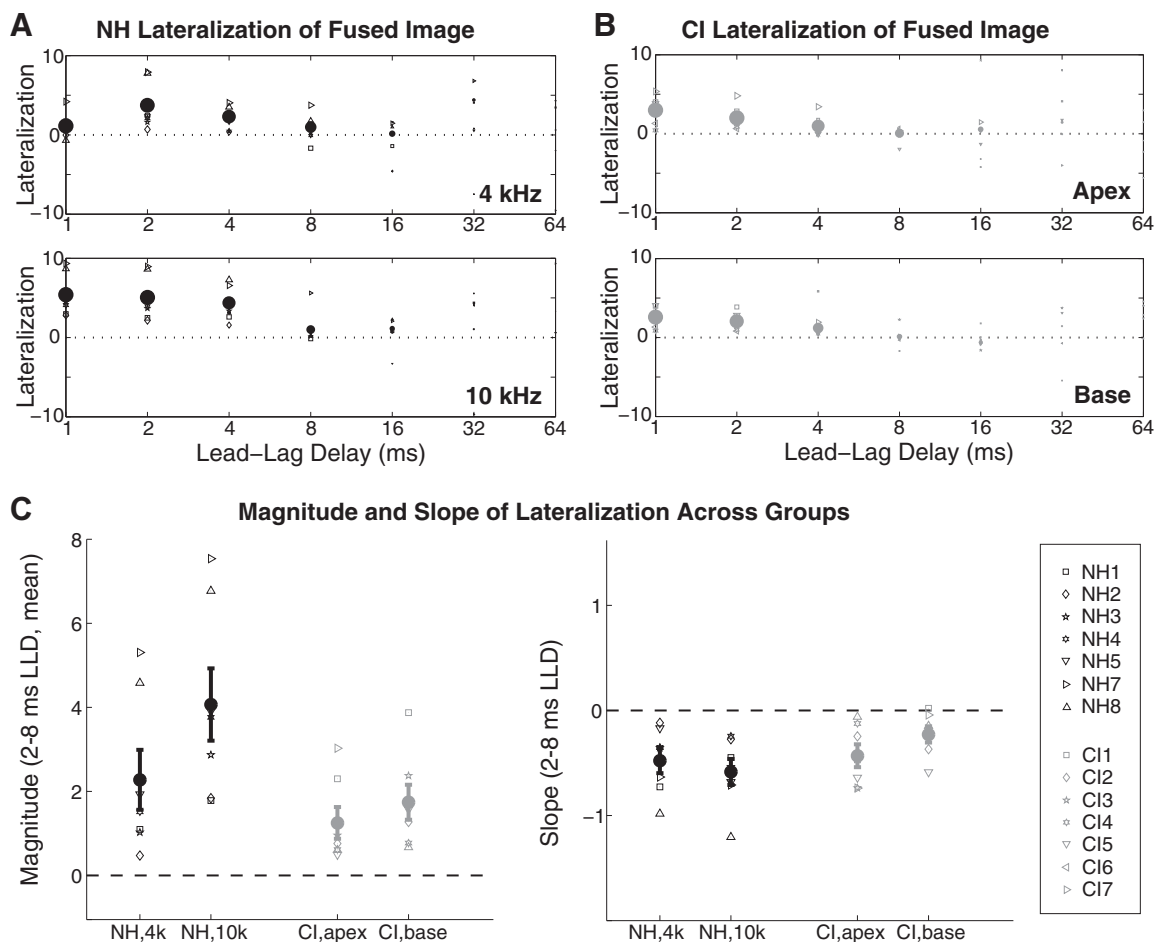 A
NH Lateralization of Fused Image
10
0
−10
Lateralization
4 kHz
1 2 4 8 16 32 64
10
0
−10
Lateralization
10 kHz
1 2 4 8 16 32 64
Lead−Lag Delay (ms)
B
CI Lateralization of Fused Image
10
0
−10
Lateralization
Apex
1 2 4 8 16 32 64
10
0
−10
Lateralization
Base
1 2 4 8 16 32 64
Lead−Lag Delay (ms)
C
Magnitude and Slope of Lateralization Across Groups
Magnitude (2-8 ms LLD, mean)
8
6
4
2
0
NH,4k NH,10k CI,apex CI,base
Slope (2-8 ms LLD)
1
0
−1
NH,4k NH,10k CI,apex CI,base
NH1
NH2
NH3
NH4
NH5
NH7
NH8
CI1
CI2
CI3
CI4
CI5
CI6
CI7